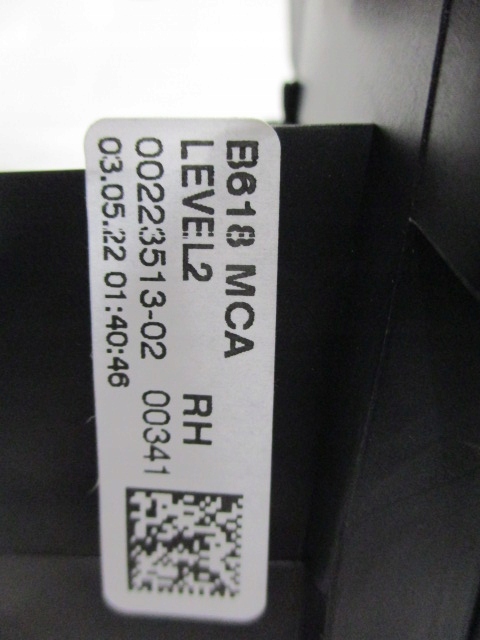 B618 MCA
LEVEL2 RH
00223513-02 00341
03.05.22 01:40:46